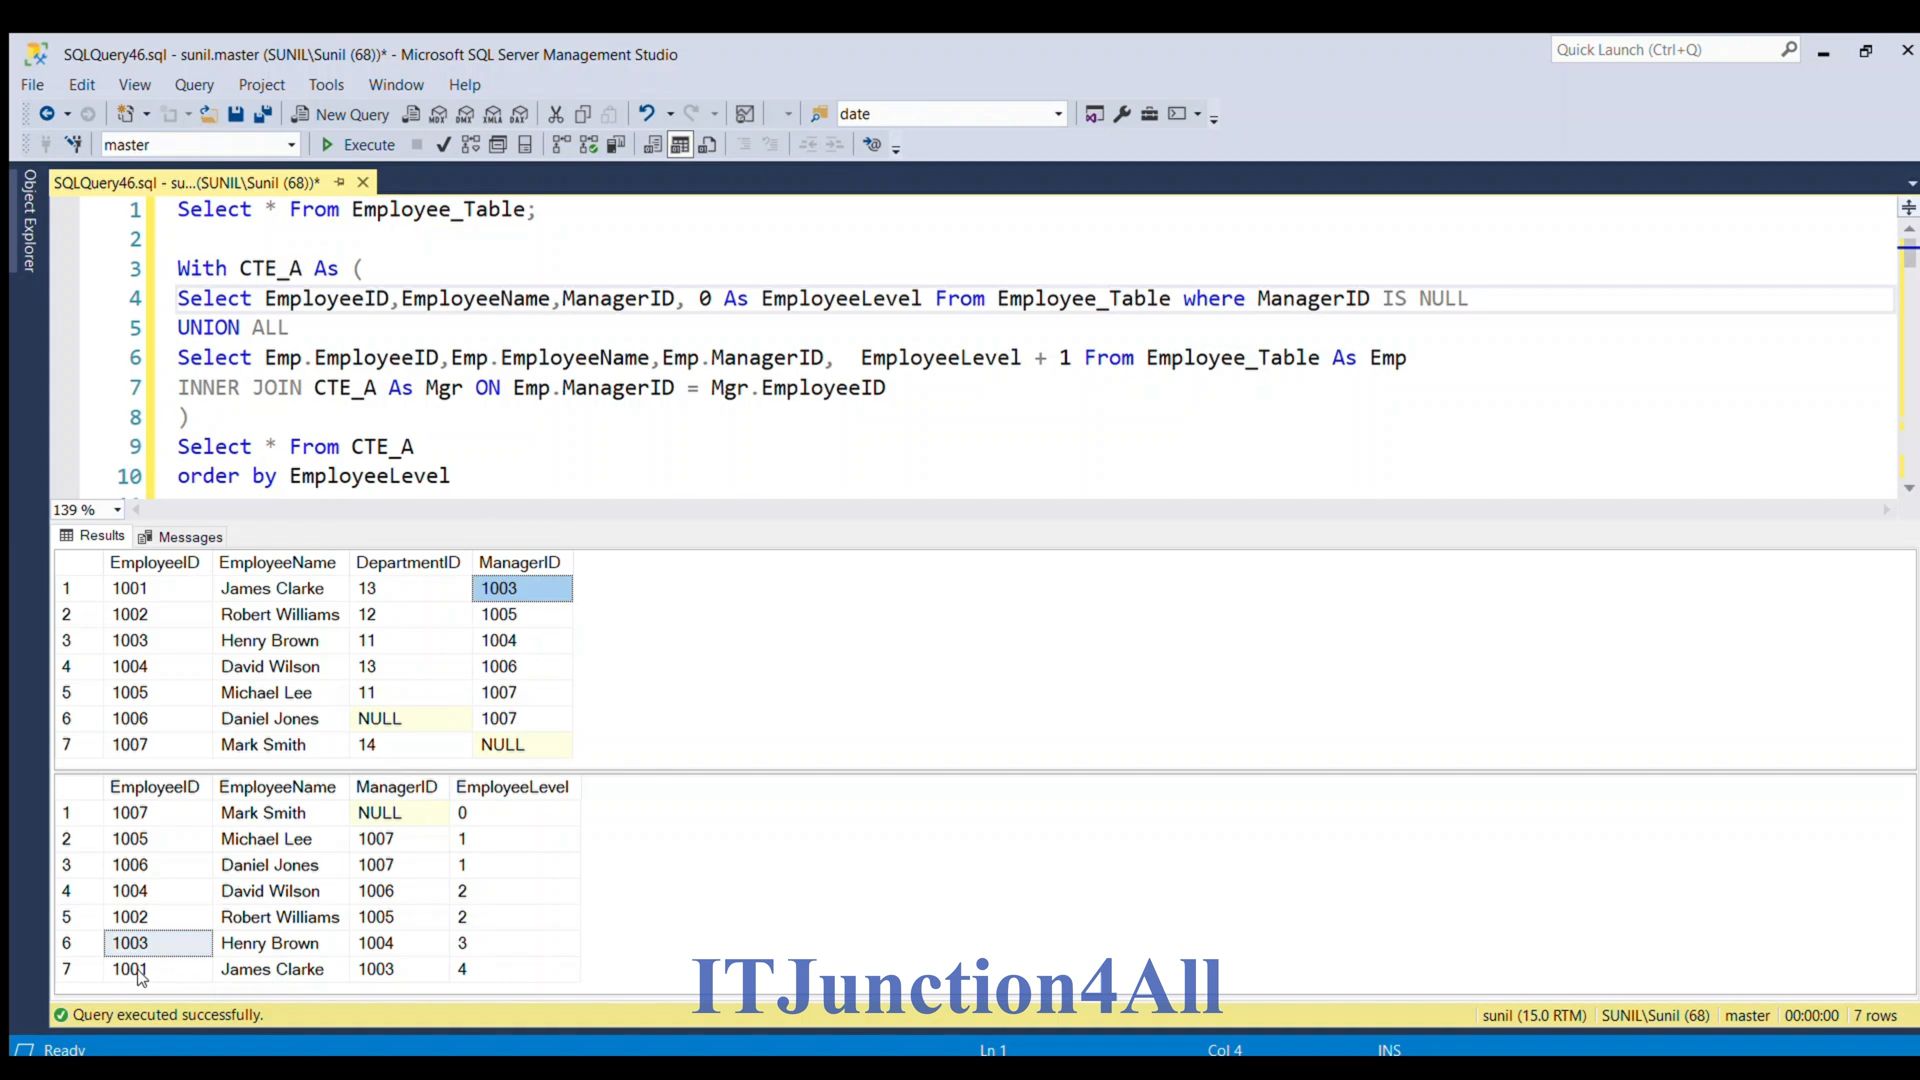 SQLQuery46.sql - sunil.master (SUNIL\Sunil (68))* - Microsoft SQL Server Management Studio
Quick Launch (Ctrl+Q)
File Edit View Query Project Tools Window Help
New Query MDX DMX XMLA DAX date
master Execute
Object Explorer
SQLQuery46.sql - su...(SUNIL\Sunil (68))*
1 Select * From Employee_Table;
2
3 With CTE_A As (
4 Select EmployeeID,EmployeeName,ManagerID, 0 As EmployeeLevel From Employee_Table where ManagerID IS NULL
5 UNION ALL
6 Select Emp.EmployeeID,Emp.EmployeeName,Emp.ManagerID, EmployeeLevel + 1 From Employee_Table As Emp
7 INNER JOIN CTE_A As Mgr ON Emp.ManagerID = Mgr.EmployeeID
8 )
9 Select * From CTE_A
10 order by EmployeeLevel
139 %
Results Messages
EmployeeID EmployeeName DepartmentID ManagerID
1 1001 James Clarke 13 1003
2 1002 Robert Williams 12 1005
3 1003 Henry Brown 11 1004
4 1004 David Wilson 13 1006
5 1005 Michael Lee 11 1007
6 1006 Daniel Jones NULL 1007
7 1007 Mark Smith 14 NULL
EmployeeID EmployeeName ManagerID EmployeeLevel
1 1007 Mark Smith NULL 0
2 1005 Michael Lee 1007 1
3 1006 Daniel Jones 1007 1
4 1004 David Wilson 1006 2
5 1002 Robert Williams 1005 2
6 1003 Henry Brown 1004 3
7 1001 James Clarke 1003 4
ITJunction4All
Query executed successfully.
sunil (15.0 RTM) SUNIL\Sunil (68) master 00:00:00 7 rows
Ready Ln 1 Col 4 INS